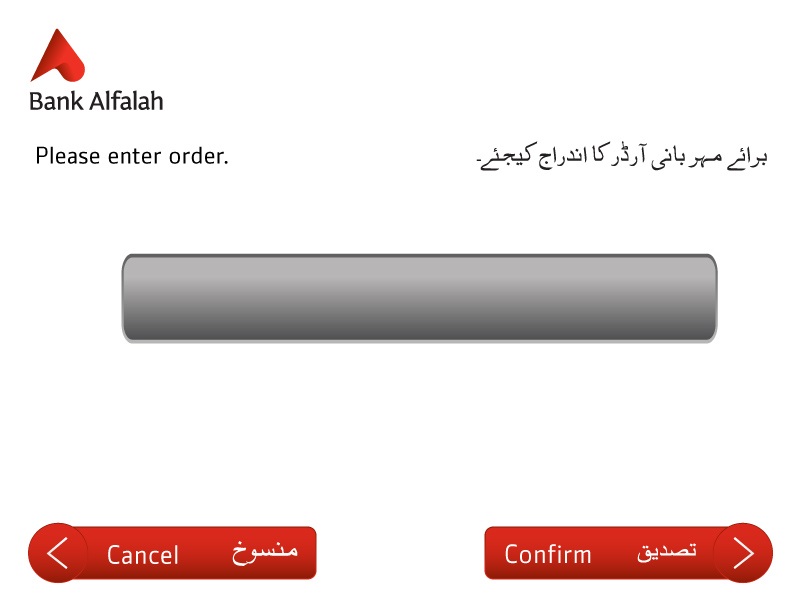 Bank Alfalah
Please enter order.
برائے مہربانی آرڈر کا اندراج کیجئے۔
Cancel منسوخ
Confirm تصدیق